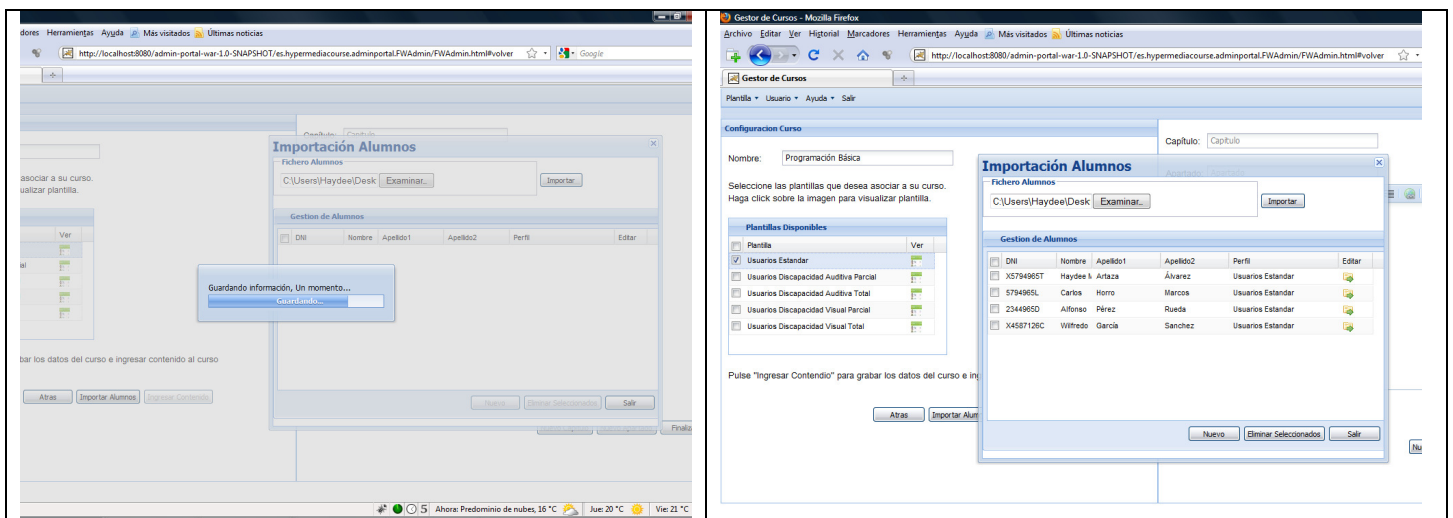 dores Herramientas Ayuda Más visitados Últimas noticias
http://localhost:8080/admin-portal-war-1.0-SNAPSHOT/es.hypermediacourse.adminportal.FWAdmin/FWAdmin.html#volver Google
Capítulo: Capitulo
Importación Alumnos
Fichero Alumnos
asociar a su curso.
C:\Users\Haydee\Desk Examinar.. Importar
ualizar plantilla.
Gestion de Alumnos
Ver
DNI Nombre Apellido1 Apellido2 Perfil Editar
al
Guardando información, Un momento...
Guardando...
bar los datos del curso e ingresar contenido al curso
Atras Importar Alumnos Ingresar Contenido
Nuevo Eliminar Seleccionados Salir
Finaliz
5 Ahora: Predominio de nubes, 16 °C Jue: 20 °C Vie: 21 °C
Gestor de Cursos - Mozilla Firefox
Archivo Editar Ver Historial Marcadores Herramientas Ayuda Más visitados Últimas noticias
http://localhost:8080/admin-portal-war-1.0-SNAPSHOT/es.hypermediacourse.adminportal.FWAdmin/FWAdmin.html#volver
Gestor de Cursos
Plantilla Usuario Ayuda Salir
Configuracion Curso
Capítulo: Capitulo
Nombre: Programación Básica
Importación Alumnos
Apartado: Apartado
Fichero Alumnos
Seleccione las plantillas que desea asociar a su curso.
Haga click sobre la imagen para visualizar plantilla.
C:\Users\Haydee\Desk Examinar.. Importar
Plantillas Disponibles
Gestion de Alumnos
Plantilla Ver
DNI Nombre Apellido1 Apellido2 Perfil Editar
Usuarios Estandar
X5794965T Haydee M Artaza Álvarez Usuarios Estandar
Usuarios Discapacidad Auditiva Parcial
5794965L Carlos Horro Marcos Usuarios Estandar
Usuarios Discapacidad Auditiva Total
2344965D Alfonso Pérez Rueda Usuarios Estandar
Usuarios Discapacidad Visual Parcial
X4587126C Wilfredo García Sanchez Usuarios Estandar
Usuarios Discapacidad Visual Total
Pulse "Ingresar Contendio" para grabar los datos del curso e ing
Atras Importar Alum
Nuevo Eliminar Seleccionados Salir
Nu